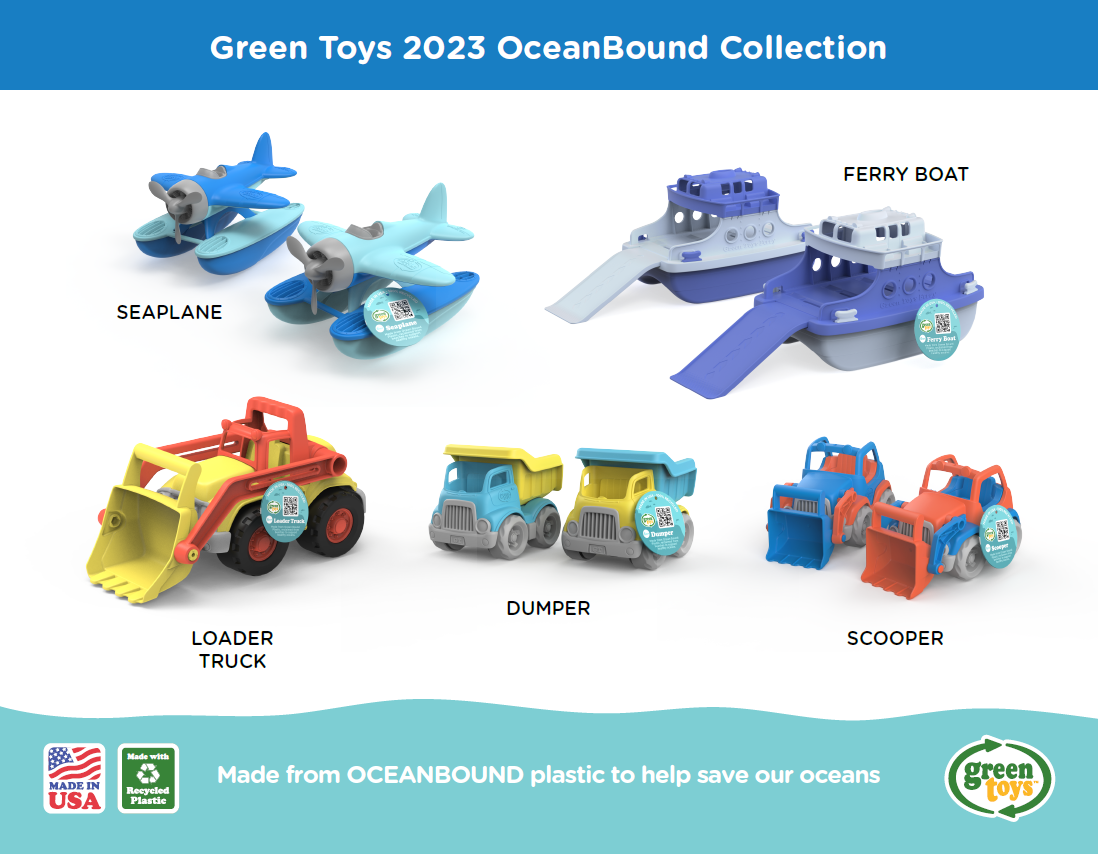 Green Toys 2023 OceanBound Collection
FERRY BOAT
SEAPLANE
Seaplane
Ferry Boat
Loader Truck
Dumper
Scooper
DUMPER
LOADER
TRUCK
SCOOPER
MADE IN
USA
Made with
Recycled
Plastic
Made from OCEANBOUND plastic to help save our oceans
green
toys™